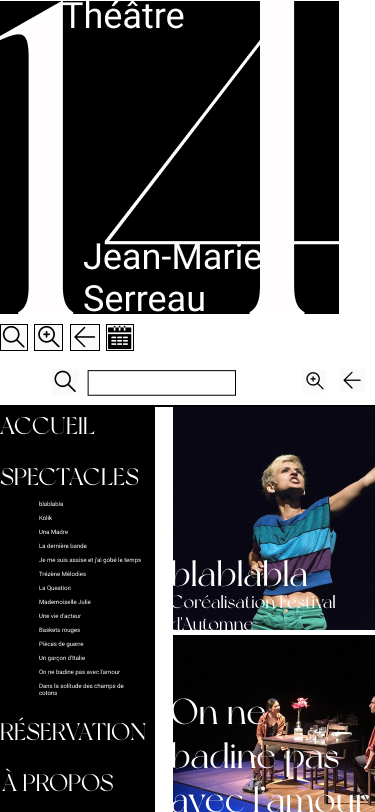 Théâtre
14
Jean-Marie
Serreau
ACCUEIL
SPECTACLES
blablabla
Kolik
Una Madre
La dernière bande
Je me suis assise et j'ai gobé le temps
Trézène Mélodies
La Question
Mademoiselle Julie
Une vie d'acteur
Baskets rouges
Pièces de guerre
Un garçon d'Italie
On ne badine pas avec l'amour
Dans la solitude des champs de
cotons
RÉSERVATION
À PROPOS
blablabla
Coréalisation Festival
d'Automne
On ne
badine pas
avec l'amour